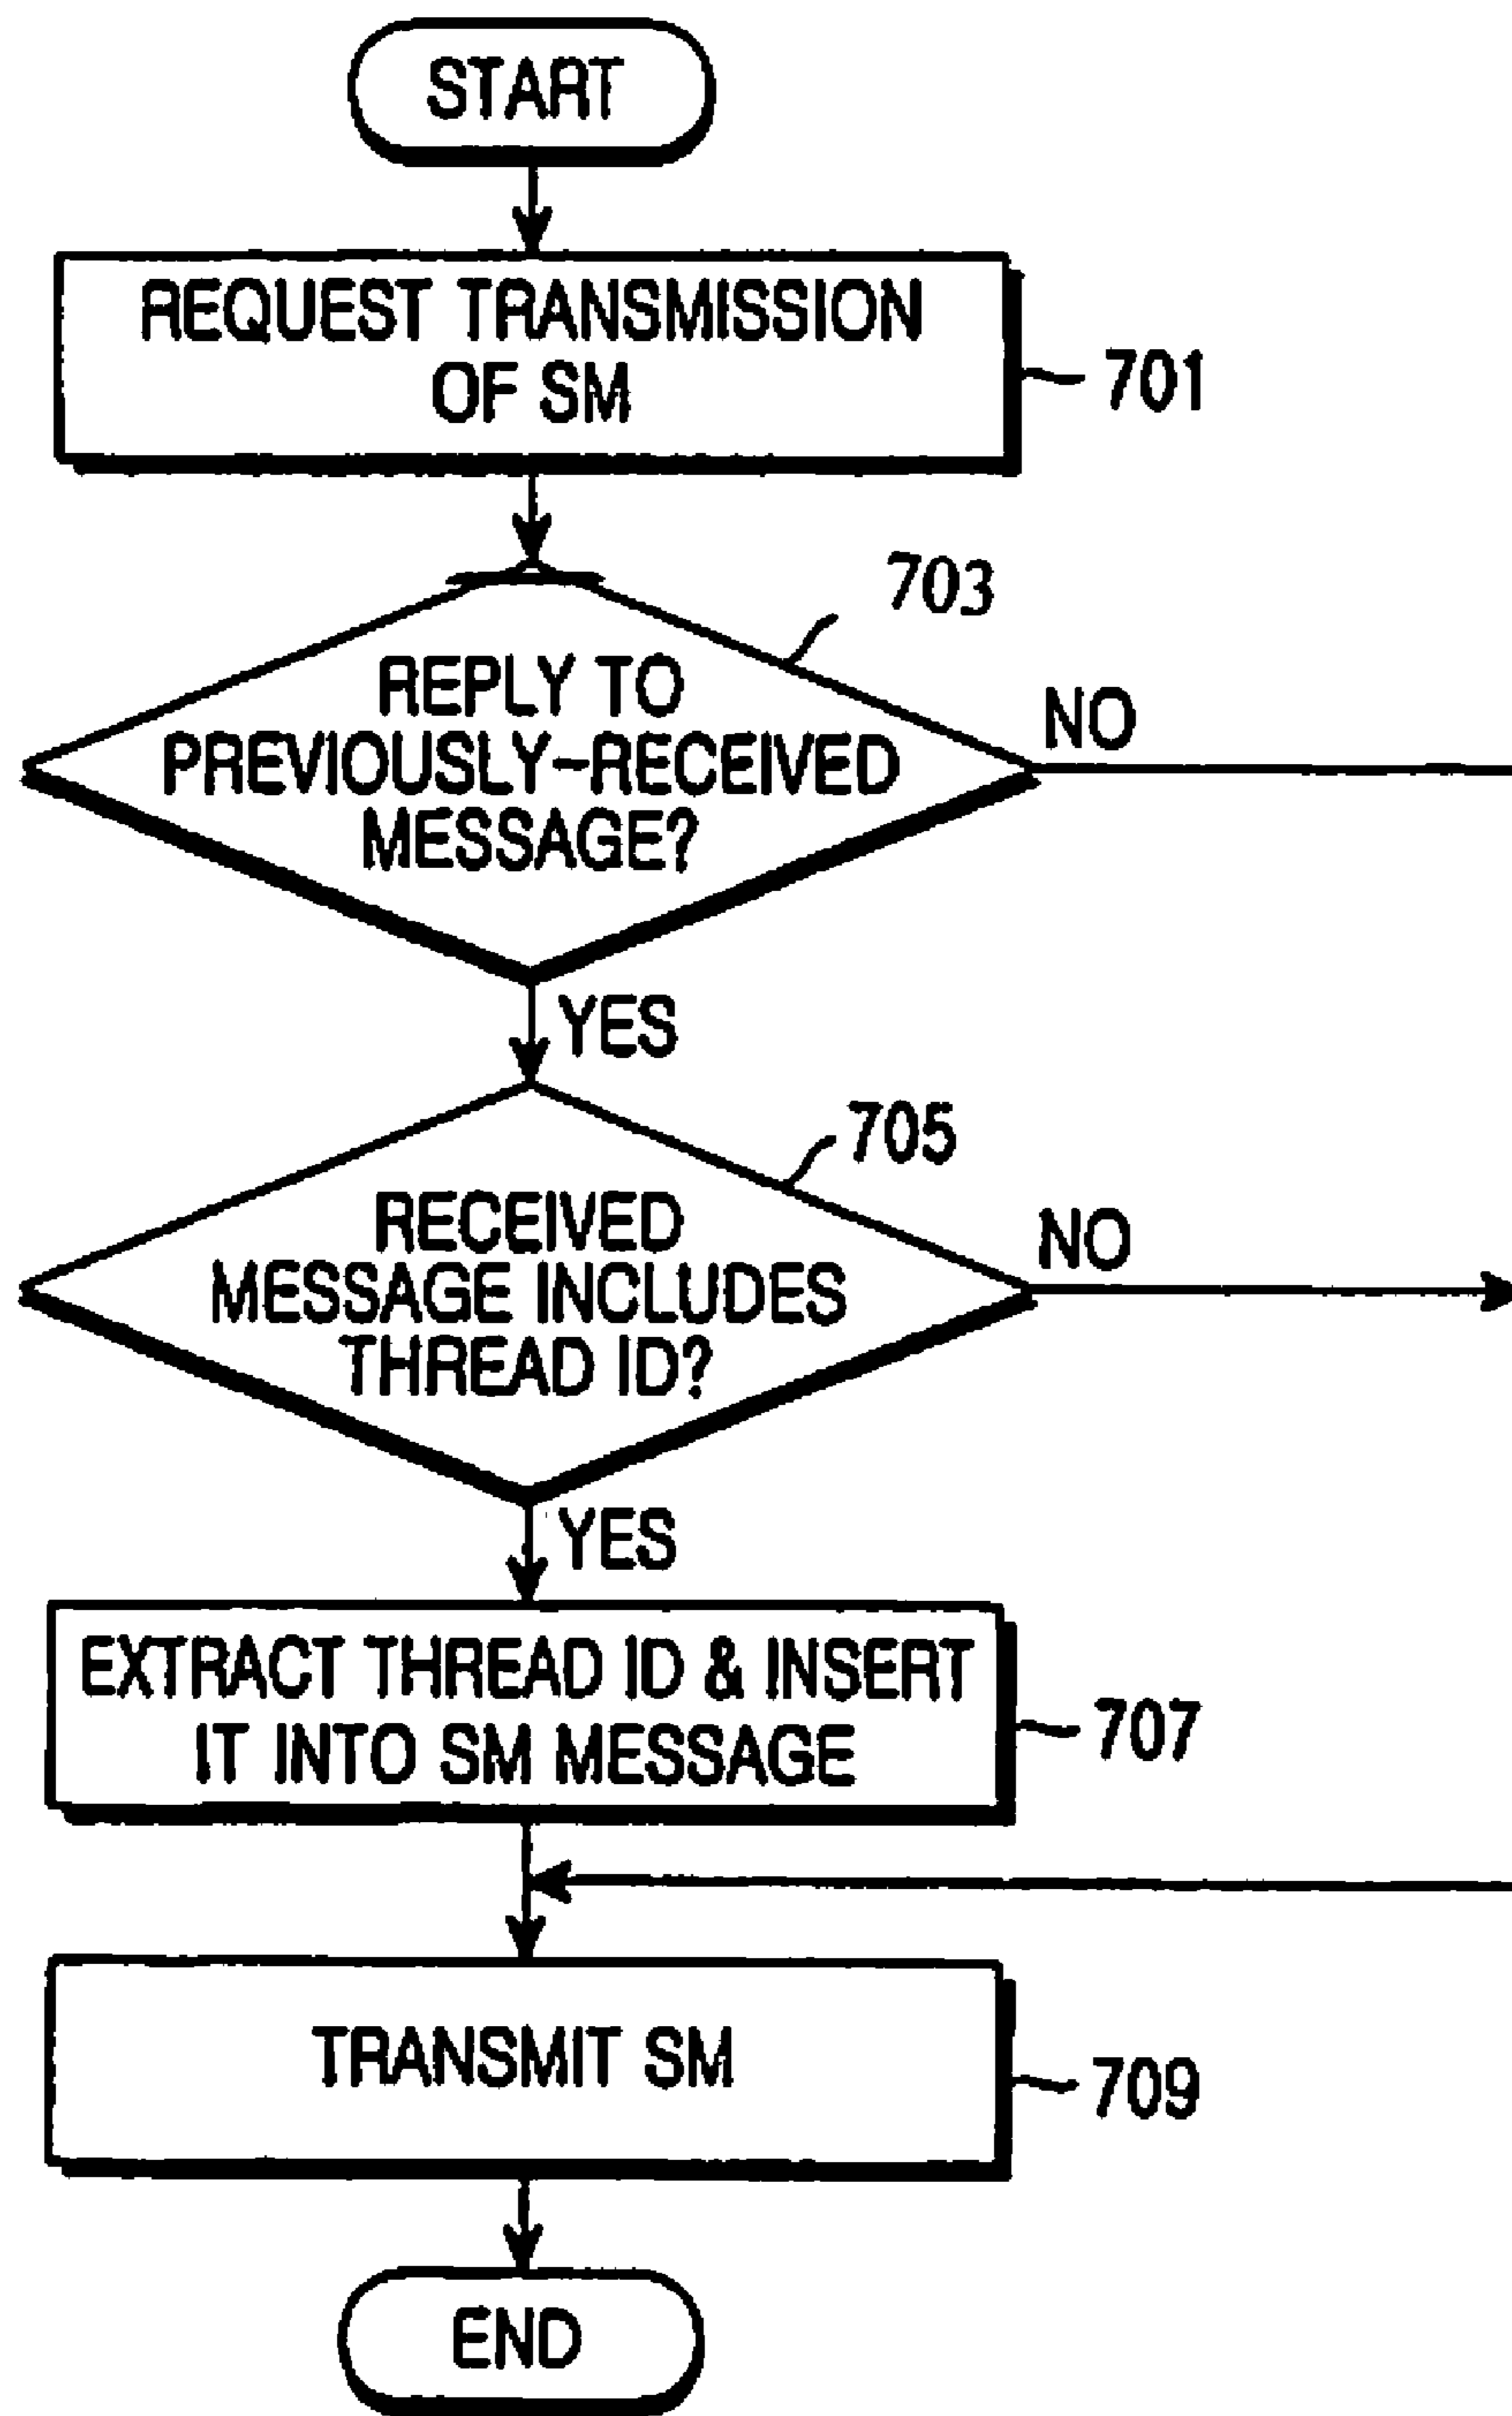 START
REQUEST TRANSMISSION
OF SM
701
703
REPLY TO
PREVIOUSLY-RECEIVED
MESSAGE?
NO
YES
705
RECEIVED
MESSAGE INCLUDES
THREAD ID?
NO
YES
EXTRACT THREAD ID & INSERT
IT INTO SM MESSAGE
707
TRANSMIT SM
709
END